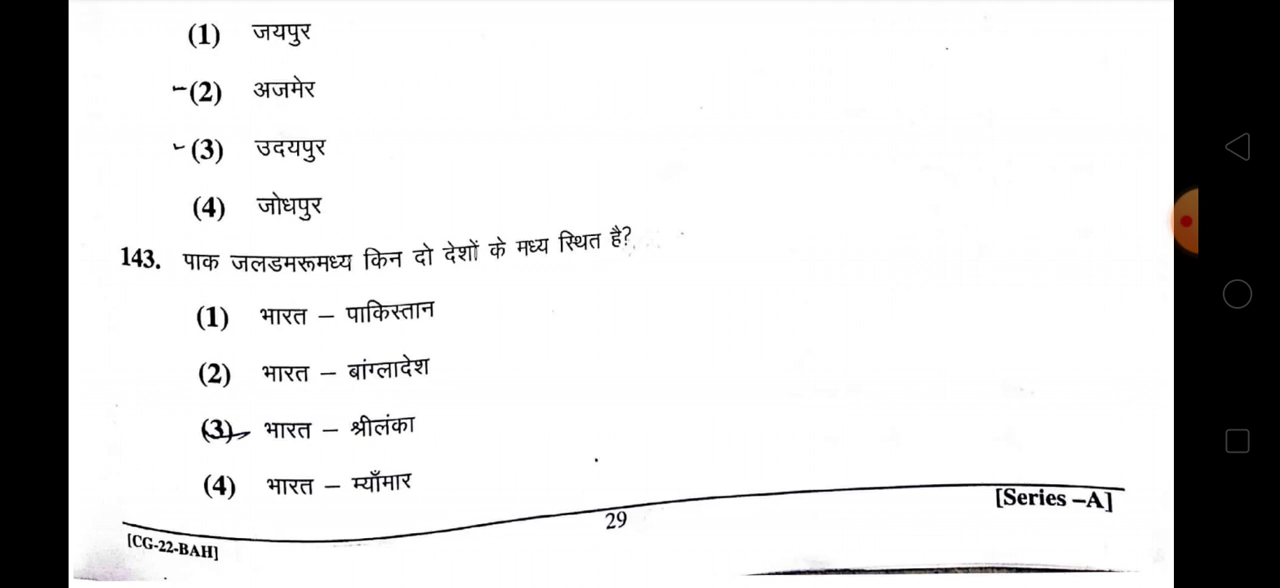 (1) जयपुर
(2) अजमेर
(3) उदयपुर
(4) जोधपुर
143. पाक जलडमरूमध्य किन दो देशों के मध्य स्थित है?
(1) भारत – पाकिस्तान
(2) भारत – बांग्लादेश
(3) भारत – श्रीलंका
(4) भारत – म्याँमार
[Series –A]
29
[CG-22-BAH]